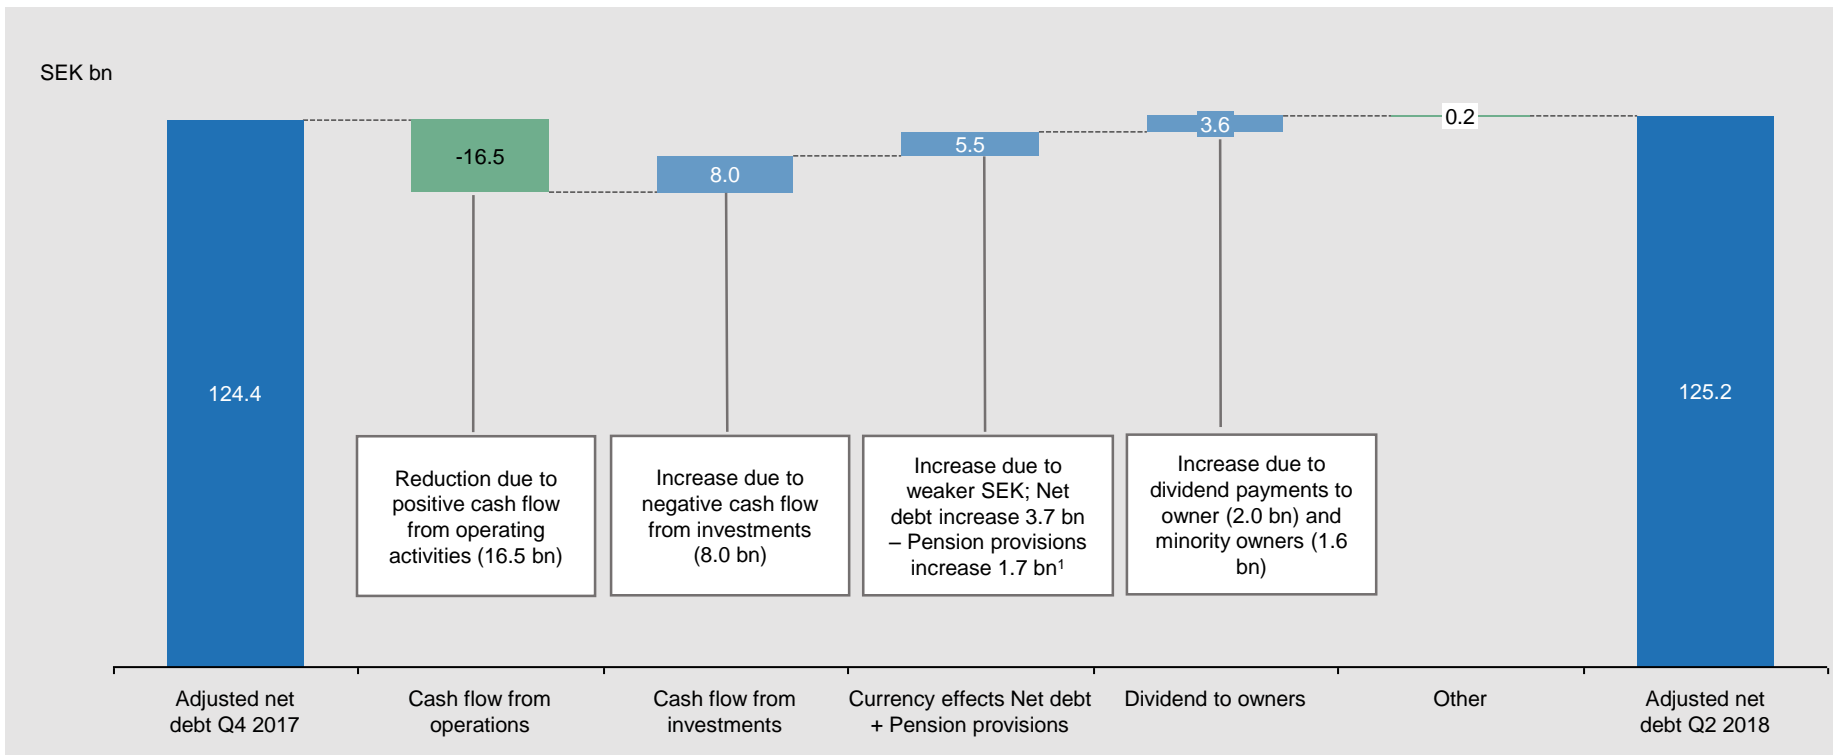 SEK bn
124.4
-16.5
8.0
5.5
3.6
0.2
125.2
Reduction due to
positive cash flow
from operating
activities (16.5 bn)
Increase due to
negative cash flow
from investments
(8.0 bn)
Increase due to
weaker SEK; Net
debt increase 3.7 bn
– Pension provisions
increase 1.7 bn¹
Increase due to
dividend payments to
owner (2.0 bn) and
minority owners (1.6
bn)
Adjusted net
debt Q4 2017
Cash flow from
operations
Cash flow from
investments
Currency effects Net debt
+ Pension provisions
Dividend to owners
Other
Adjusted net
debt Q2 2018